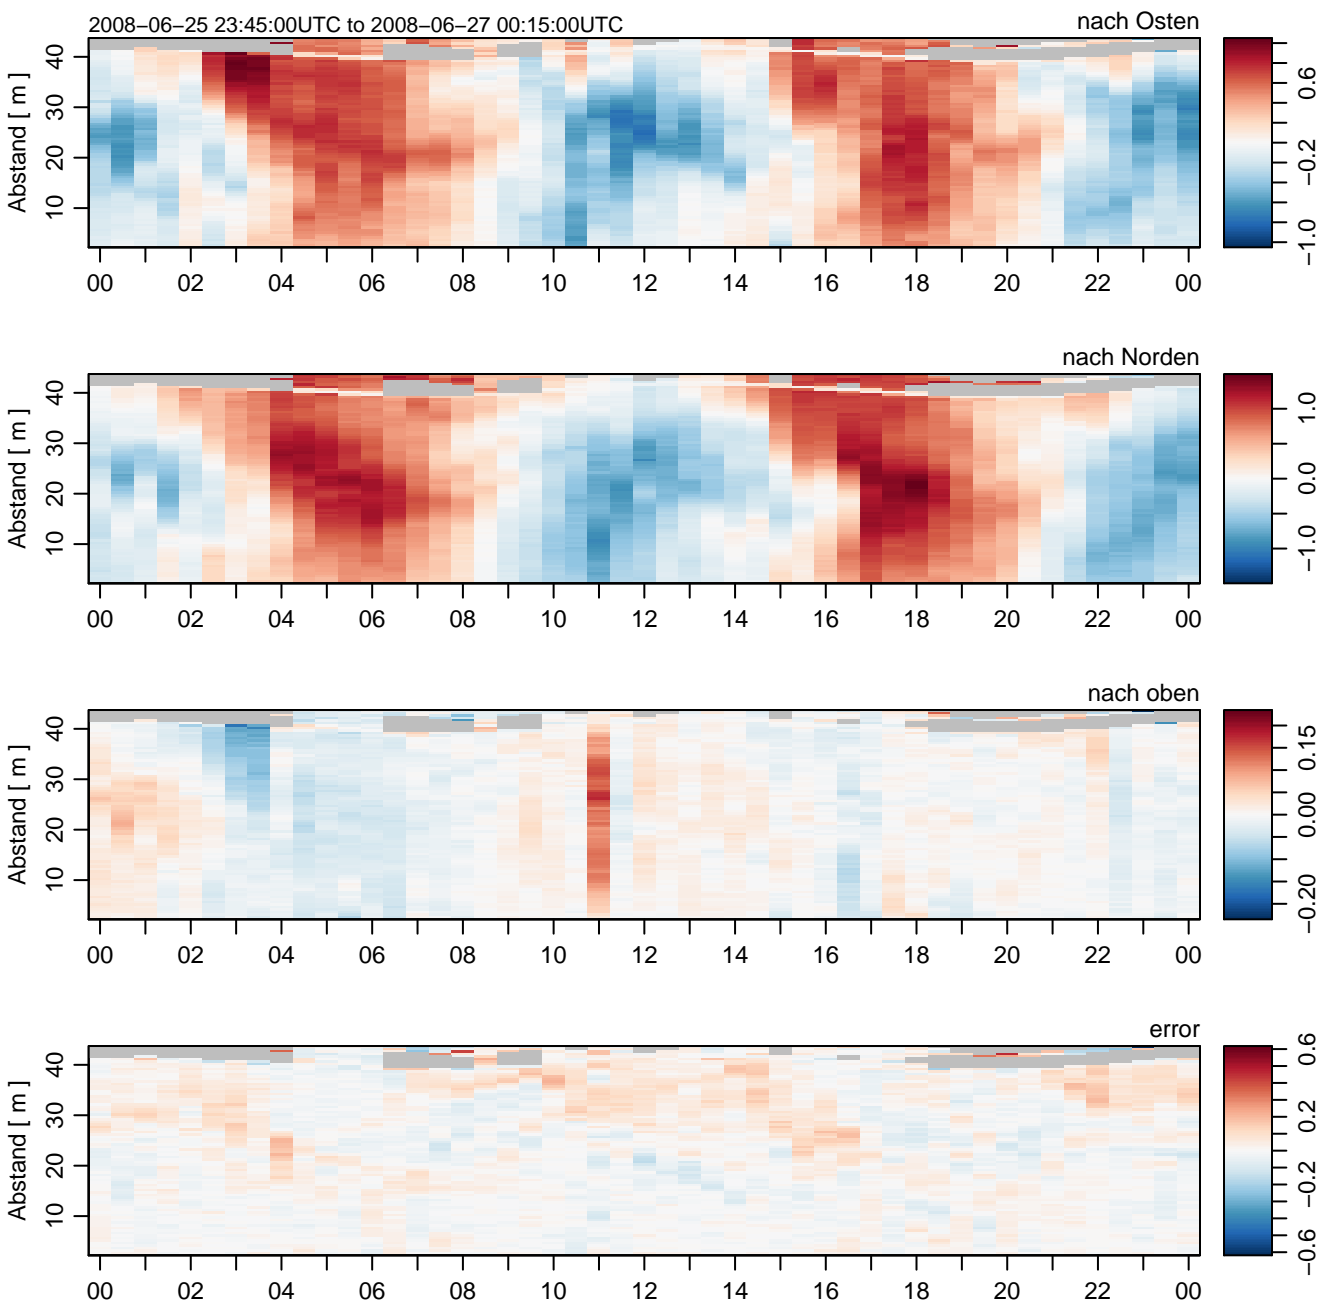 2008−06−25 23:45:00UTC to 2008−06−27 00:15:00UTC
nach Osten
Abstand [ m ]
10 20 30 40
00 02 04 06 08 10 12 14 16 18 20 22 00
−1.0 −0.2 0.6
nach Norden
Abstand [ m ]
10 20 30 40
00 02 04 06 08 10 12 14 16 18 20 22 00
−1.0 0.0 1.0
nach oben
Abstand [ m ]
10 20 30 40
00 02 04 06 08 10 12 14 16 18 20 22 00
−0.20 0.00 0.15
error
Abstand [ m ]
10 20 30 40
00 02 04 06 08 10 12 14 16 18 20 22 00
−0.6 −0.2 0.2 0.6